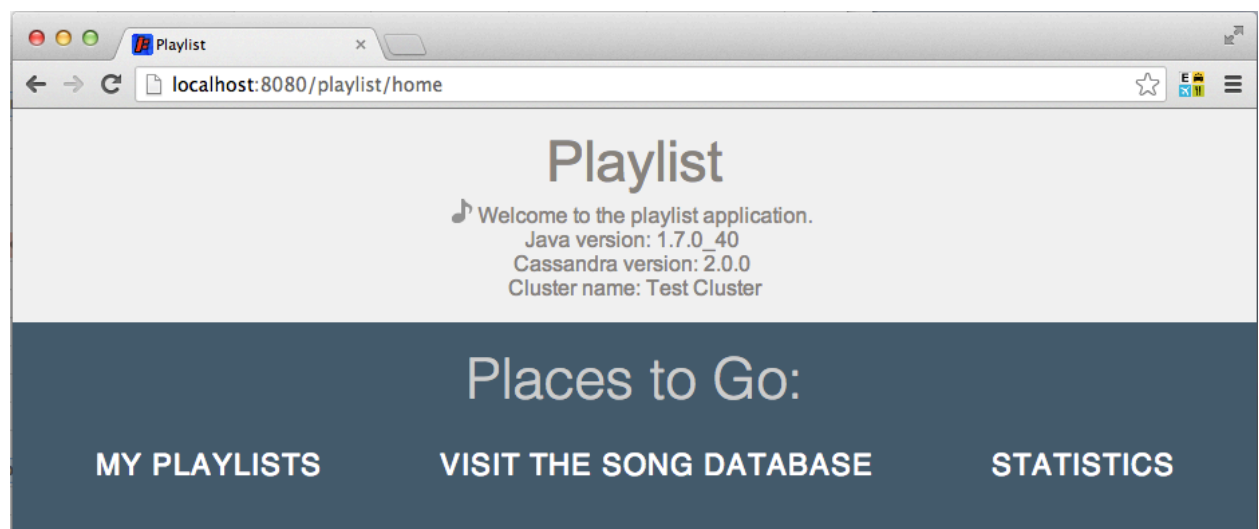 Playlist
localhost:8080/playlist/home
E
Playlist
Welcome to the playlist application.
Java version: 1.7.0_40
Cassandra version: 2.0.0
Cluster name: Test Cluster
Places to Go:
MY PLAYLISTS VISIT THE SONG DATABASE STATISTICS